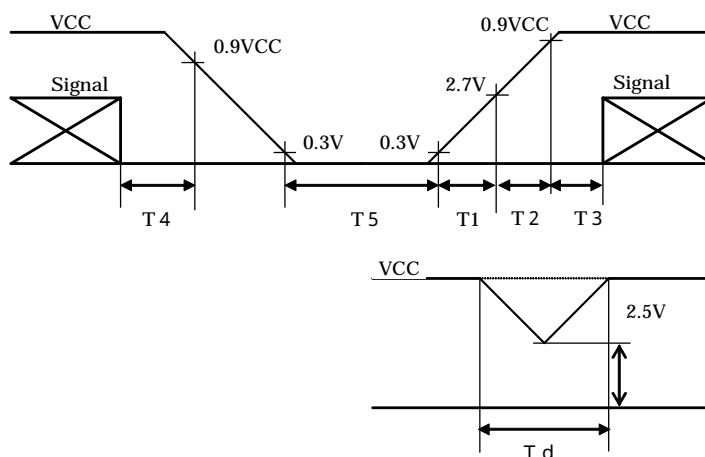 VCC
VCC
0.9VCC
0.9VCC
Signal
2.7V
Signal
0.3V
0.3V
T4
T5
T1
T2
T3
VCC
2.5V
Td